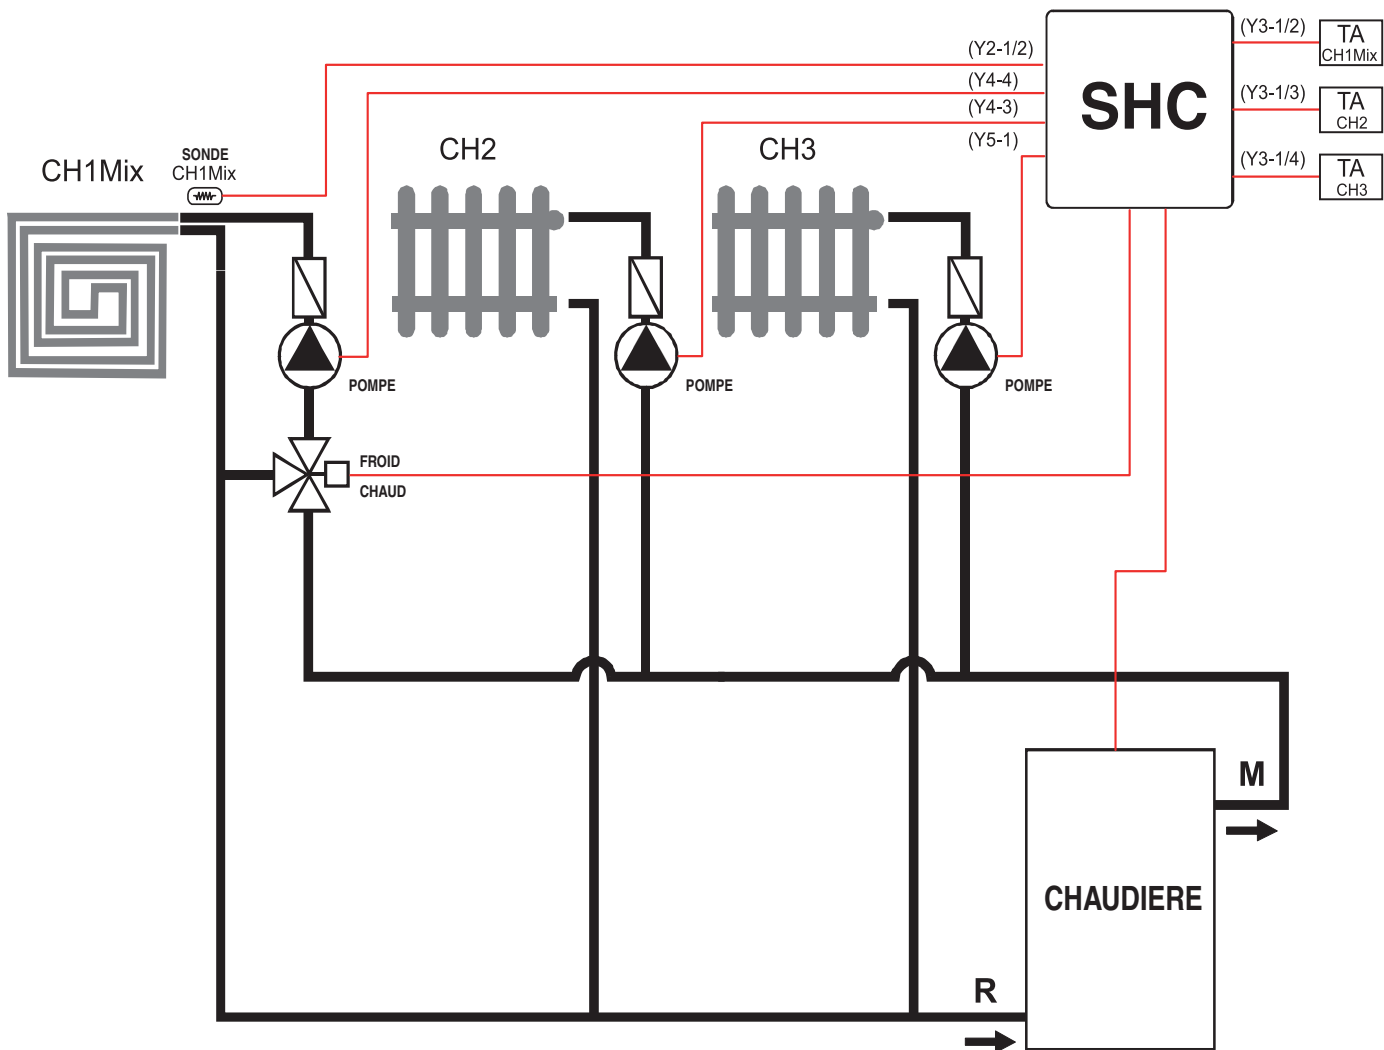 (Y3-1/2)
TA
CH1Mix
(Y2-1/2)
(Y4-4)
(Y4-3)
(Y5-1)
SHC
(Y3-1/3)
TA
CH2
(Y3-1/4)
TA
CH3
CH1Mix
SONDE
CH1Mix
CH2
CH3
POMPE
POMPE
POMPE
FROID
CHAUD
M
CHAUDIERE
R